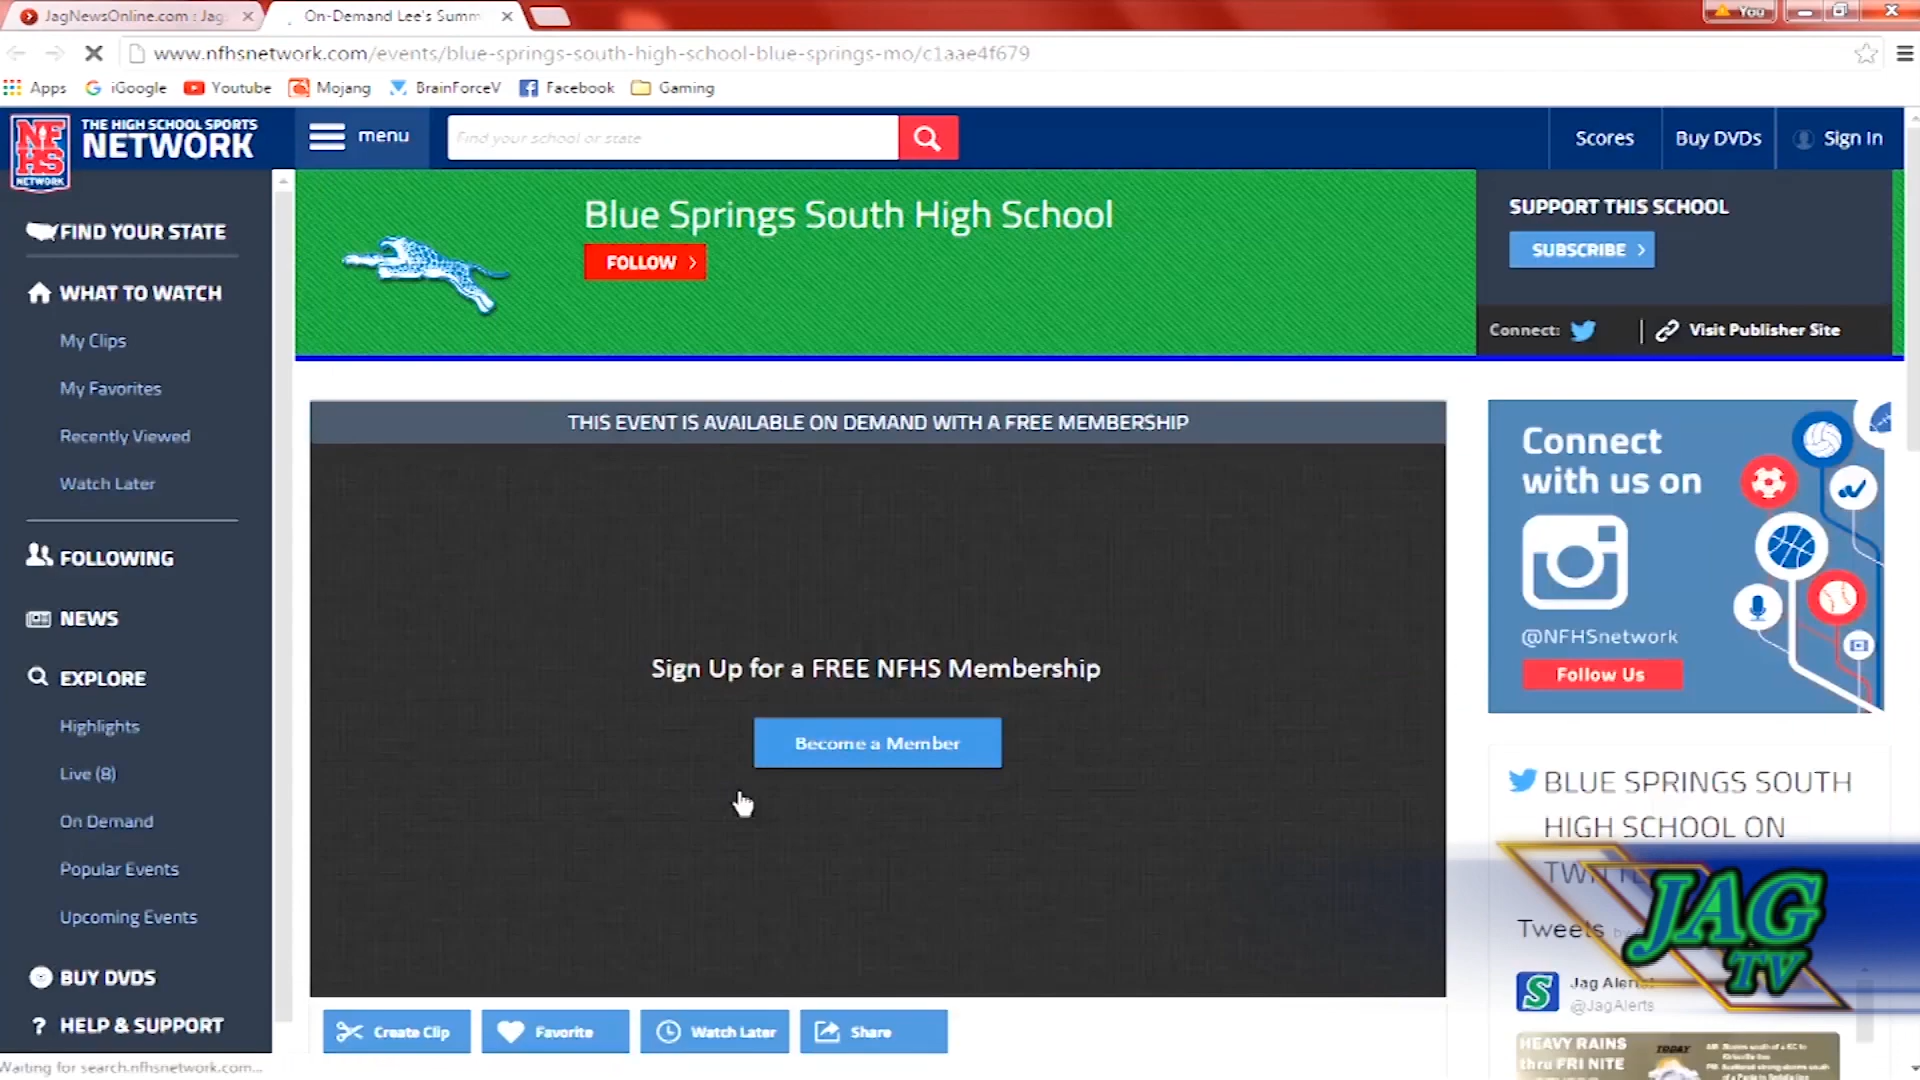 JagNewsOnline.com : Jag
On-Demand Lee's Summ
You
www.nfhsnetwork.com/events/blue-springs-south-high-school-blue-springs-mo/c1aae4f679
Apps iGoogle Youtube Mojang BrainForceV Facebook Gaming
NF
HS
NETWORK
THE HIGH SCHOOL SPORTS
NETWORK
menu
Find your school or state
Scores
Buy DVDs
Sign In
FIND YOUR STATE
WHAT TO WATCH
My Clips
My Favorites
Recently Viewed
Watch Later
FOLLOWING
NEWS
EXPLORE
Highlights
Live (8)
On Demand
Popular Events
Upcoming Events
BUY DVDS
? HELP & SUPPORT
Waiting for search.nfhsnetwork.com...
Blue Springs South High School
FOLLOW >
SUPPORT THIS SCHOOL
SUBSCRIBE >
Connect:
| Visit Publisher Site
THIS EVENT IS AVAILABLE ON DEMAND WITH A FREE MEMBERSHIP
Sign Up for a FREE NFHS Membership
Become a Member
Create Clip
Favorite
Watch Later
Share
Connect
with us on
@NFHSnetwork
Follow Us
BLUE SPRINGS SOUTH
HIGH SCHOOL ON
Tweets
JAG
TV
S
Jag Alerts
@JagAlerts
HEAVY RAINS
thru FRI NITE
TODAY